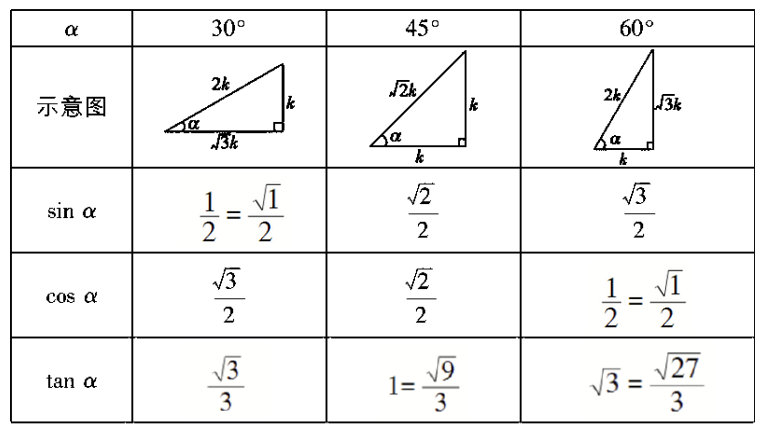 α 30° 45° 60°
示意图 2k k α √3k √2k k α k 2k √3k α k
sin α 1/2 = √1/2 √2/2 √3/2
cos α √3/2 √2/2 1/2 = √1/2
tan α √3/3 1= √9/3 √3 = √27/3